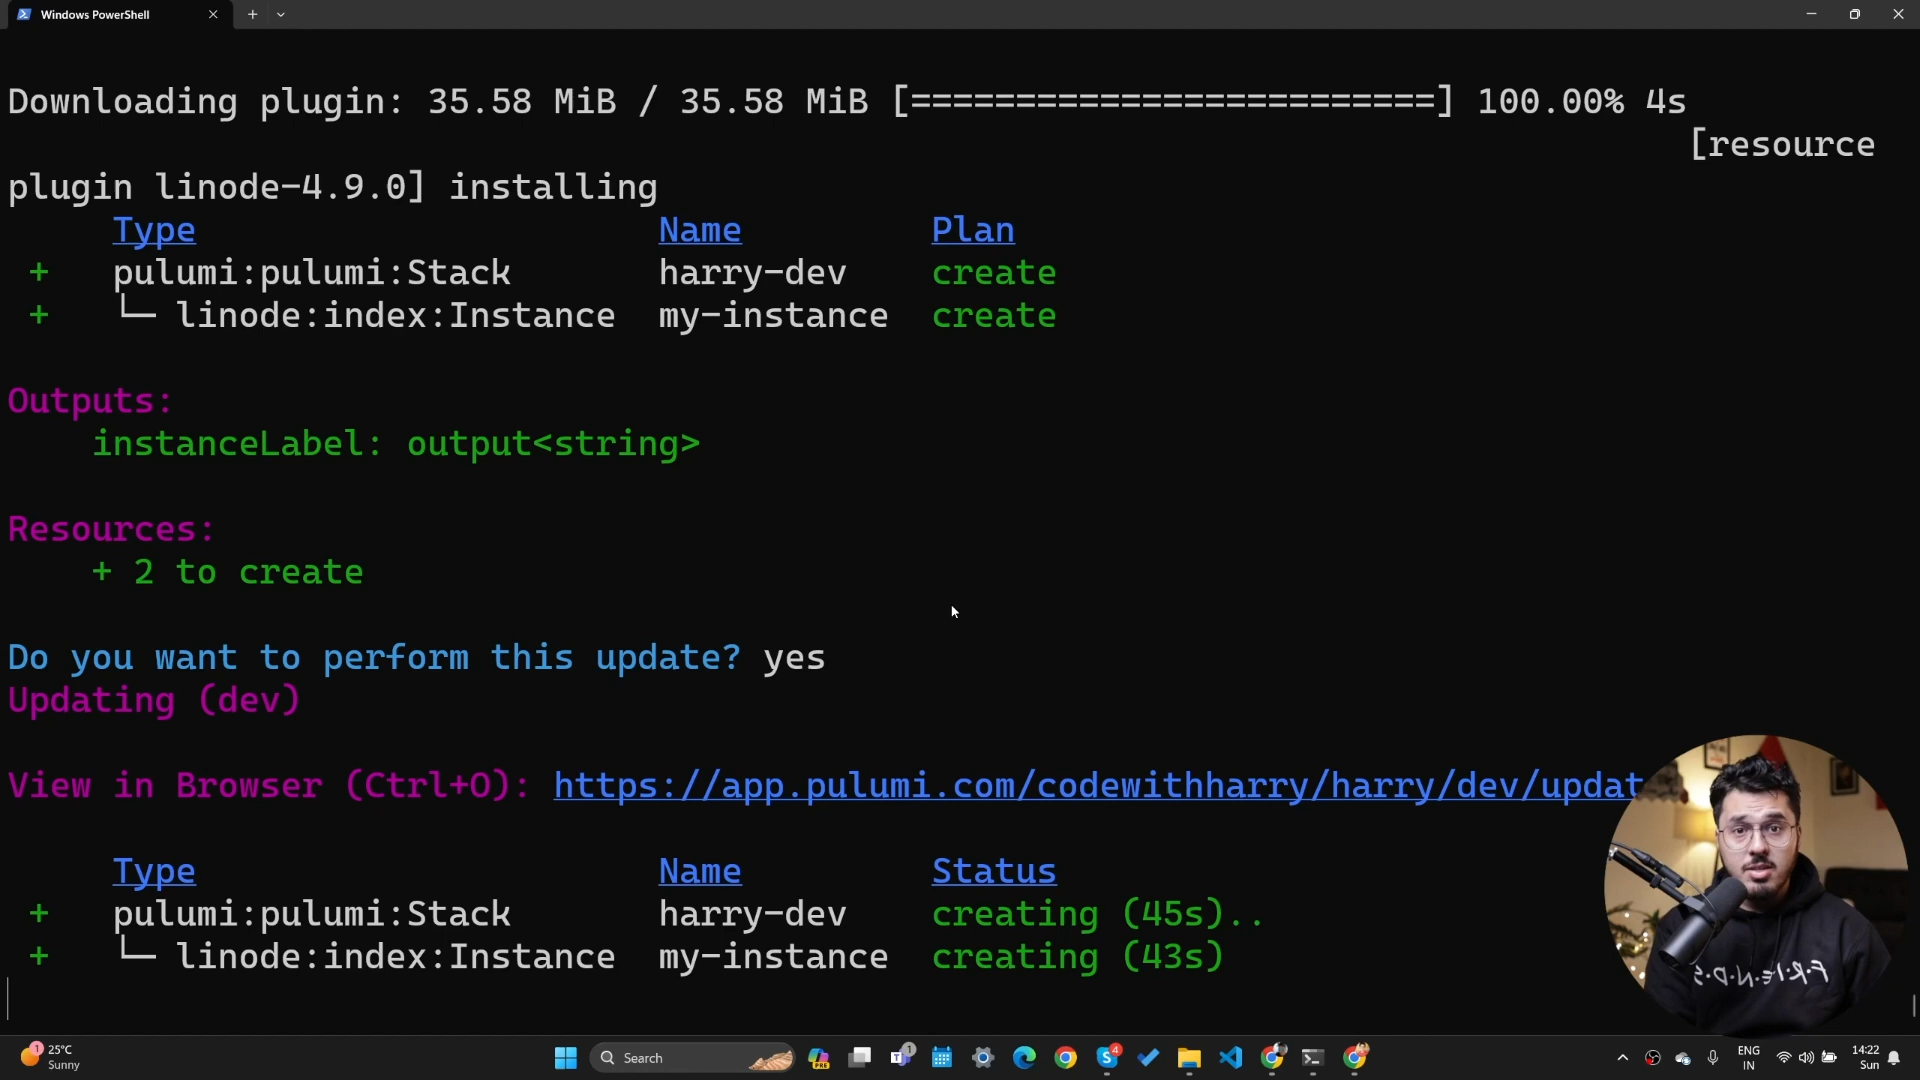 Windows PowerShell
Downloading plugin: 35.58 MiB / 35.58 MiB [=========================] 100.00% 4s
[resource
plugin linode-4.9.0] installing
Type Name Plan
+ pulumi:pulumi:Stack harry-dev create
+ └─ linode:index:Instance my-instance create
Outputs:
instanceLabel: output<string>
Resources:
+ 2 to create
Do you want to perform this update? yes
Updating (dev)
View in Browser (Ctrl+O): https://app.pulumi.com/codewithharry/harry/dev/updat
Type Name Status
+ pulumi:pulumi:Stack harry-dev creating (45s)..
+ └─ linode:index:Instance my-instance creating (43s)
F·R·I·E·N·D·S
1
25°C
Sunny
Search
PRE
1
4
ENG
IN
14:22
Sun